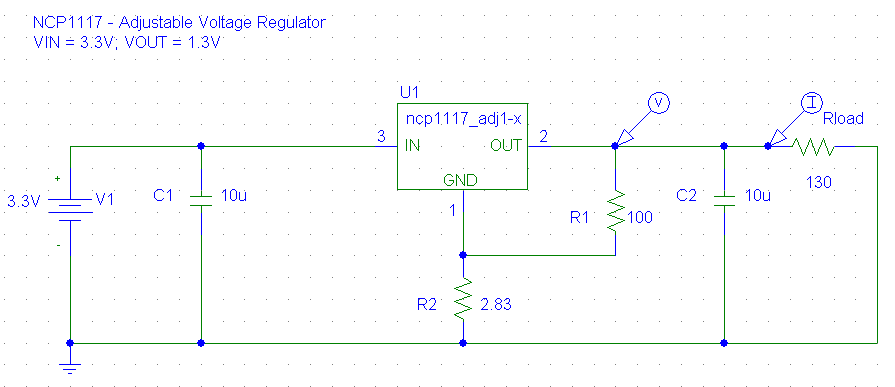 NCP1117 - Adjustable Voltage Regulator
VIN = 3.3V; VOUT = 1.3V
U1
ncp1117_adj1-x
3
IN
OUT
2
GND
1
V
I
Rload
130
+
3.3V
V1
-
C1
10u
R1
100
C2
10u
R2
2.83